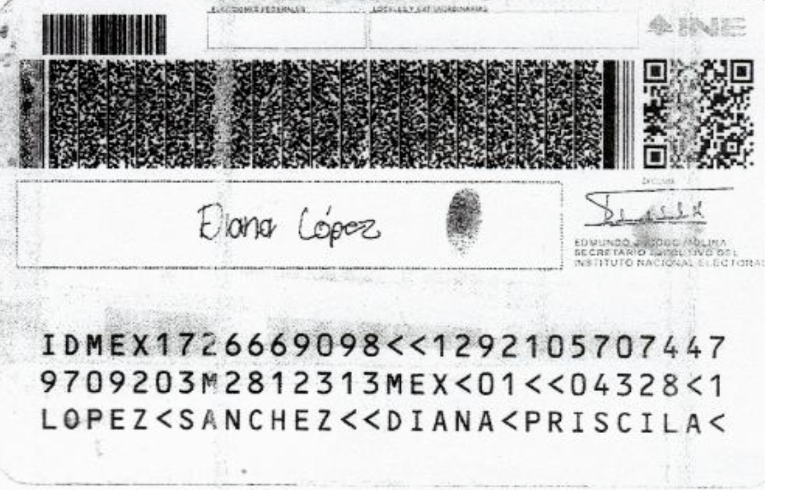 ELECCIONES FEDERALES LOCALES Y EXTRAORDINARIAS
INE
Diana López
EDMUNDO JACOBO MOLINA
SECRETARIO EJECUTIVO DEL
INSTITUTO NACIONAL ELECTORAL
IDMEX1726669098<<1292105707447
9709203M2812313MEX<01<<04328<1
LOPEZ<SANCHEZ<<DIANA<PRISCILA<